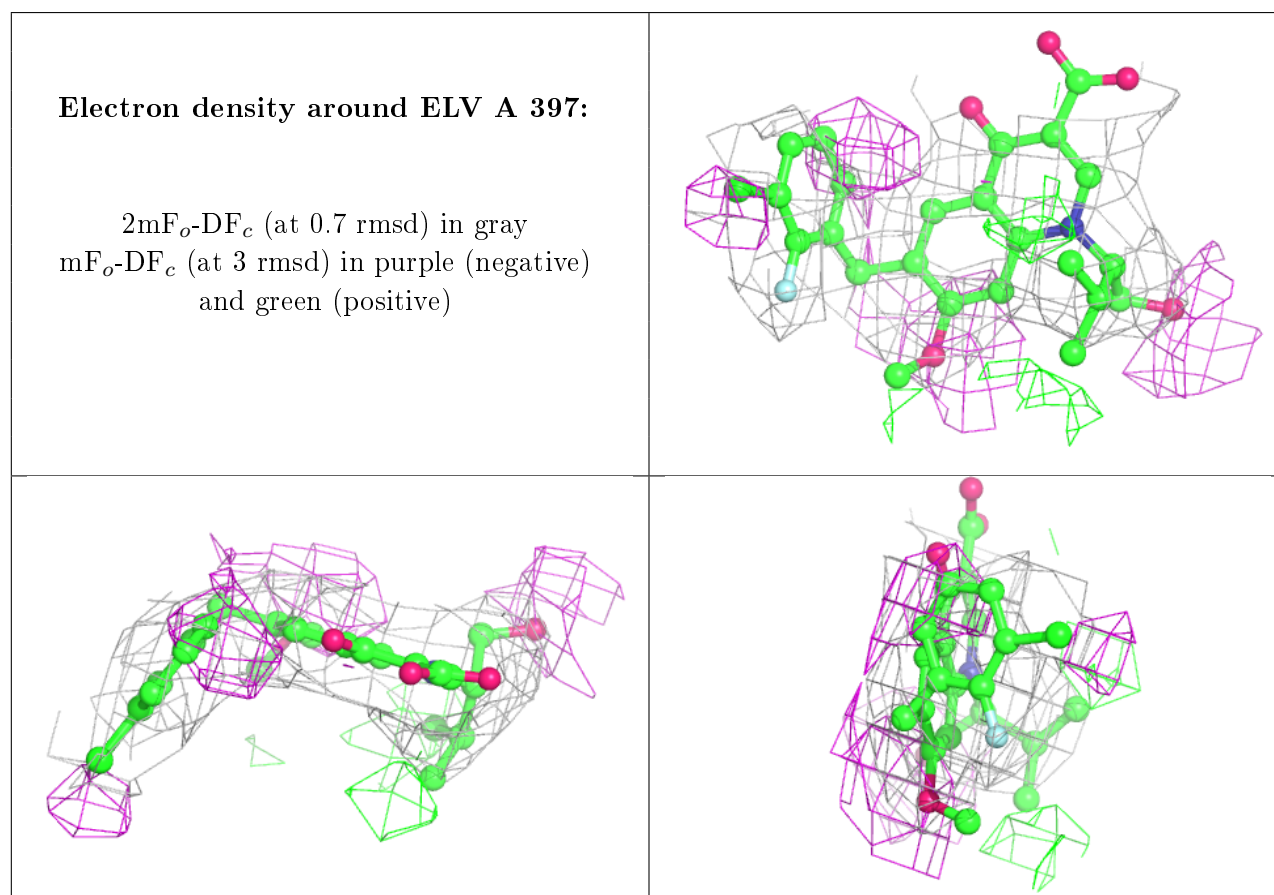 Electron density around ELV A 397:
2mFo-DFc (at 0.7 rmsd) in gray
mFo-DFc (at 3 rmsd) in purple (negative)
and green (positive)